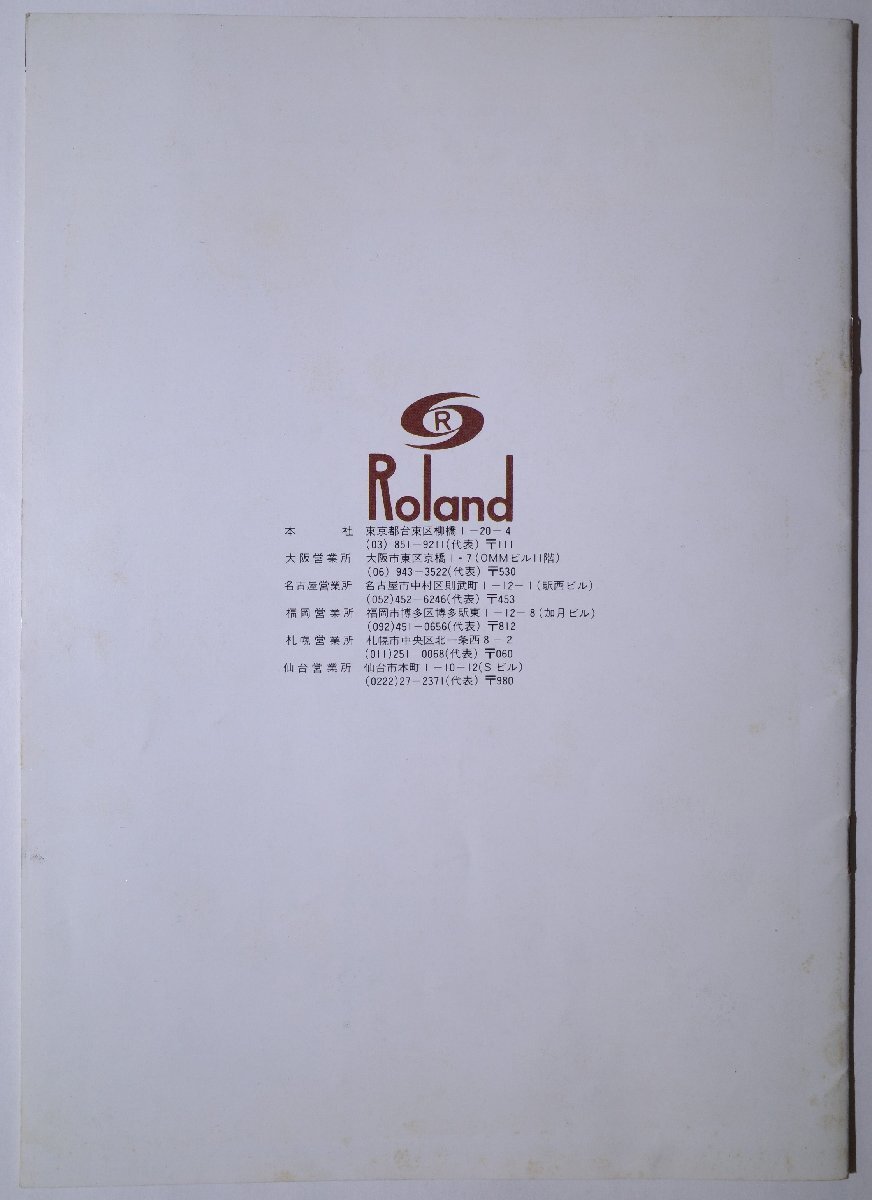 R
Roland
本 社 東京都台東区柳橋1-20-4
(03) 851-9211(代表) 〒111
大阪営業所 大阪市東区京橋1・7(OMMビル11階)
(06) 943-3522(代表) 〒530
名古屋営業所 名古屋市中村区則武町1-12-1(駅西ビル)
(052)452-6246(代表) 〒453
福岡営業所 福岡市博多区博多駅東1-12-8(加月ビル)
(092)451-0656(代表) 〒812
札幌営業所 札幌市中央区北一条西8-2
(011)251 0068(代表) 〒060
仙台営業所 仙台市本町1-10-12(Sビル)
(0222)27-2371(代表) 〒980